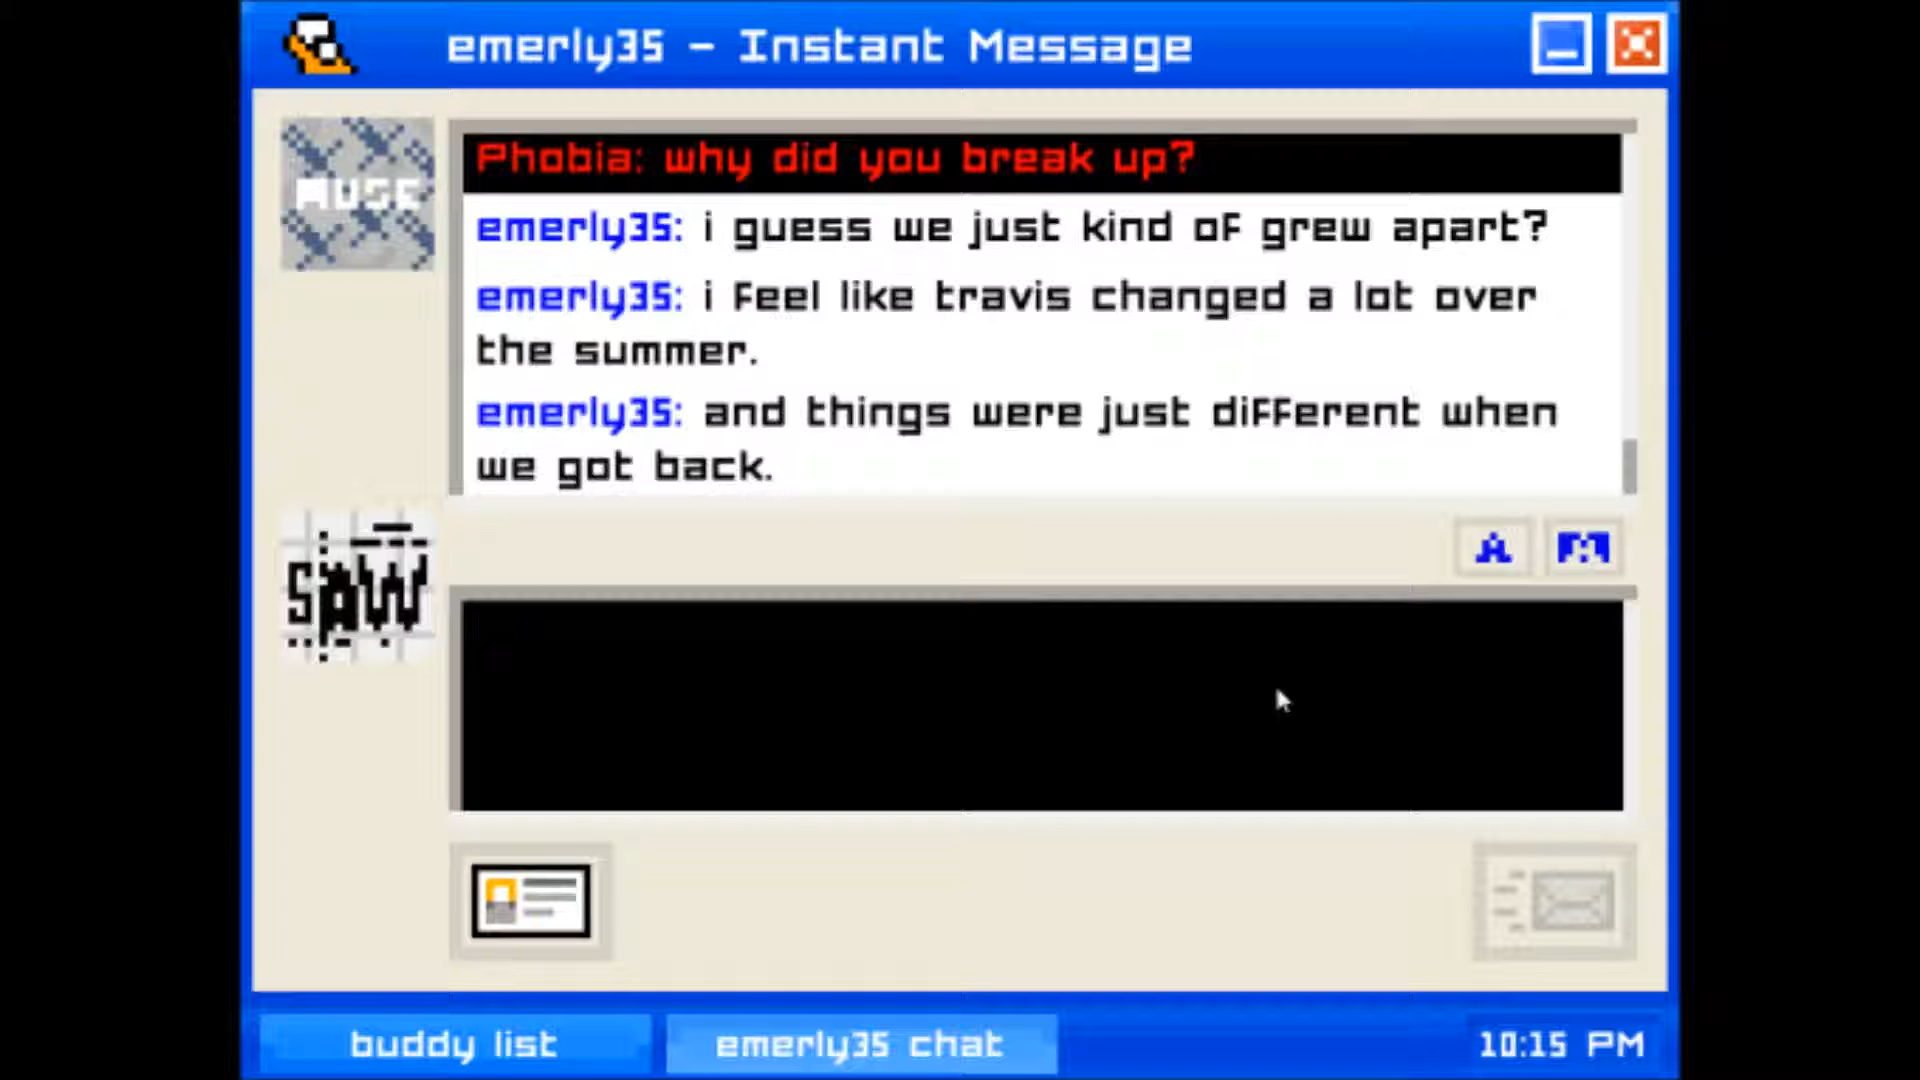 emerly35 - Instant Message
MUSE
Phobia: why did you break up?
emerly35: i guess we just kind of grew apart?
emerly35: i feel like travis changed a lot over
the summer.
emerly35: and things were just different when
we got back.
SAW
A
buddy list
emerly35 chat
10:15 PM